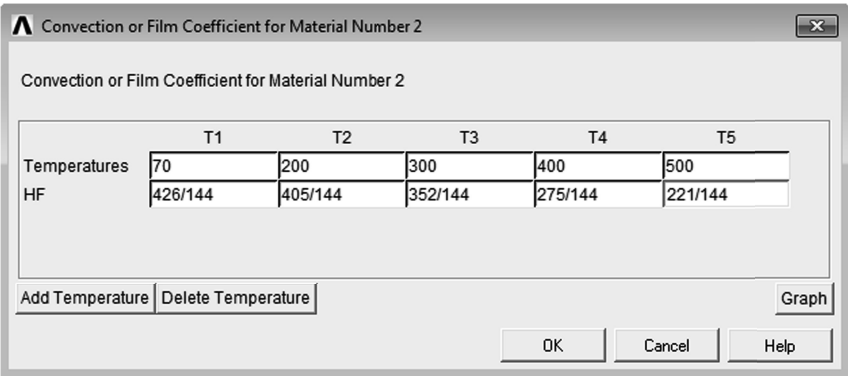 Convection or Film Coefficient for Material Number 2
Convection or Film Coefficient for Material Number 2
T1 T2 T3 T4 T5
Temperatures 70 200 300 400 500
HF 426/144 405/144 352/144 275/144 221/144
Add Temperature Delete Temperature Graph
OK Cancel Help